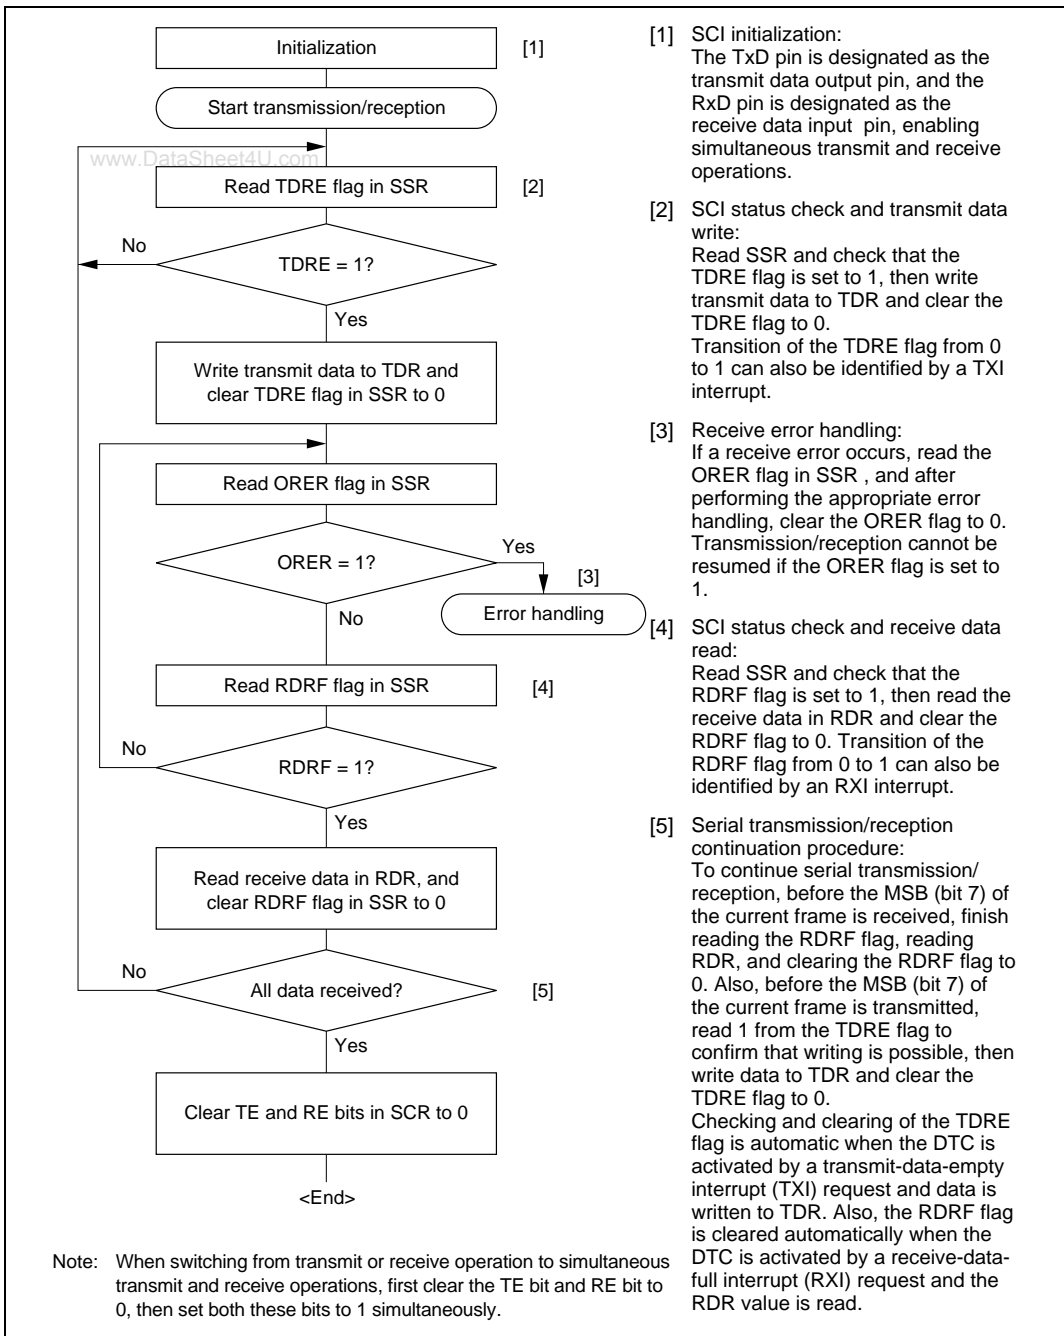 Initialization
[1]
Start transmission/reception
www.DataSheet4U.com
Read TDRE flag in SSR
[2]
No
TDRE = 1?
Yes
Write transmit data to TDR and
clear TDRE flag in SSR to 0
Read ORER flag in SSR
ORER = 1?
Yes
[3]
Error handling
No
Read RDRF flag in SSR
[4]
No
RDRF = 1?
Yes
Read receive data in RDR, and
clear RDRF flag in SSR to 0
No
All data received?
[5]
Yes
Clear TE and RE bits in SCR to 0
<End>
Note: When switching from transmit or receive operation to simultaneous
transmit and receive operations, first clear the TE bit and RE bit to
0, then set both these bits to 1 simultaneously.
[1] SCI initialization:
The TxD pin is designated as the
transmit data output pin, and the
RxD pin is designated as the
receive data input pin, enabling
simultaneous transmit and receive
operations.
[2] SCI status check and transmit data
write:
Read SSR and check that the
TDRE flag is set to 1, then write
transmit data to TDR and clear the
TDRE flag to 0.
Transition of the TDRE flag from 0
to 1 can also be identified by a TXI
interrupt.
[3] Receive error handling:
If a receive error occurs, read the
ORER flag in SSR , and after
performing the appropriate error
handling, clear the ORER flag to 0.
Transmission/reception cannot be
resumed if the ORER flag is set to
1.
[4] SCI status check and receive data
read:
Read SSR and check that the
RDRF flag is set to 1, then read the
receive data in RDR and clear the
RDRF flag to 0. Transition of the
RDRF flag from 0 to 1 can also be
identified by an RXI interrupt.
[5] Serial transmission/reception
continuation procedure:
To continue serial transmission/
reception, before the MSB (bit 7) of
the current frame is received, finish
reading the RDRF flag, reading
RDR, and clearing the RDRF flag to
0. Also, before the MSB (bit 7) of
the current frame is transmitted,
read 1 from the TDRE flag to
confirm that writing is possible, then
write data to TDR and clear the
TDRE flag to 0.
Checking and clearing of the TDRE
flag is automatic when the DTC is
activated by a transmit-data-empty
interrupt (TXI) request and data is
written to TDR. Also, the RDRF flag
is cleared automatically when the
DTC is activated by a receive-data-
full interrupt (RXI) request and the
RDR value is read.